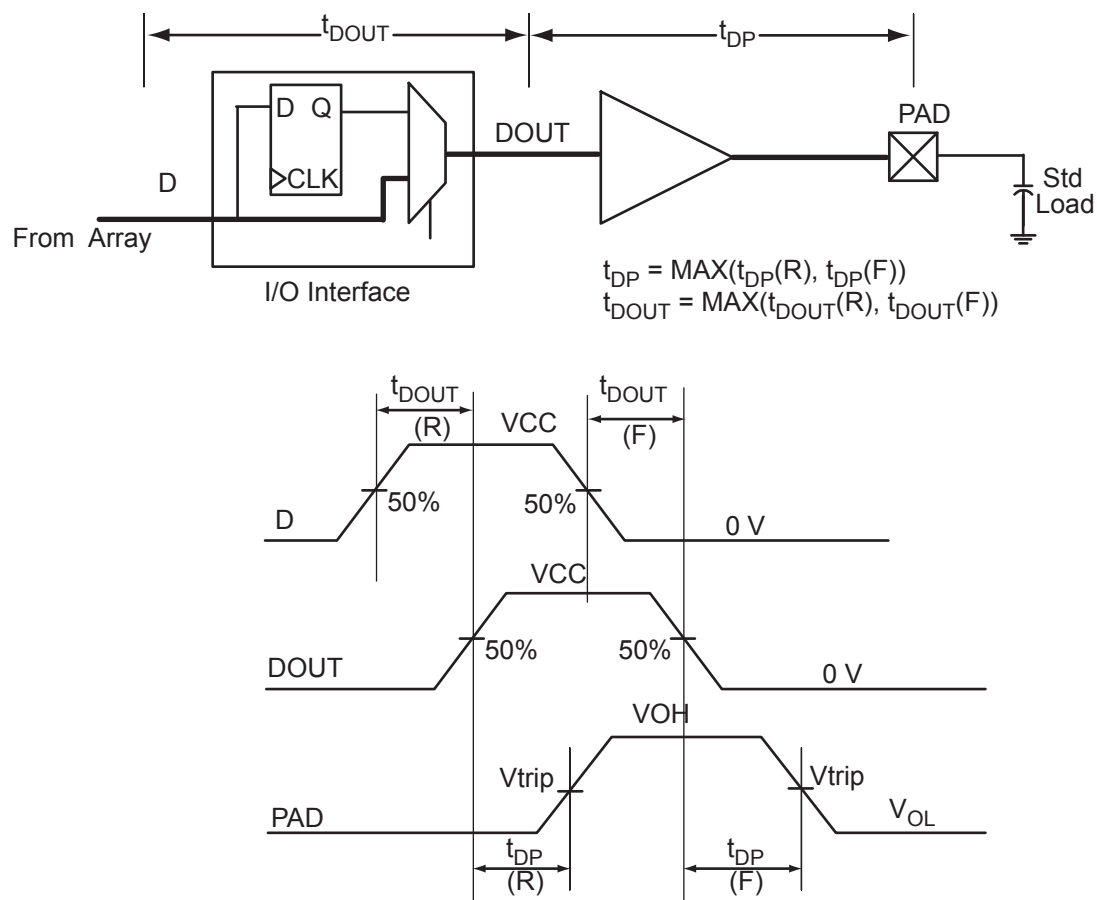 tDOUT
tDP
D Q
CLK
D
From Array
I/O Interface
DOUT
PAD
Std
Load
tDP = MAX(tDP(R), tDP(F))
tDOUT = MAX(tDOUT(R), tDOUT(F))
tDOUT
(R)
tDOUT
(F)
VCC
50%
50%
D
0 V
VCC
50%
50%
DOUT
0 V
VOH
Vtrip
Vtrip
PAD
VOL
tDP
(R)
tDP
(F)